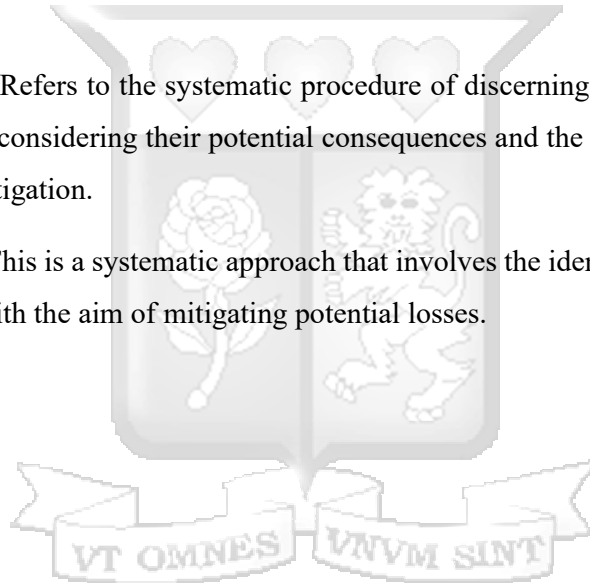 Refers to the systematic procedure of discerning
considering their potential consequences and the
tigation.
This is a systematic approach that involves the iden
ith the aim of mitigating potential losses.
VT OMNES VNVM SINT